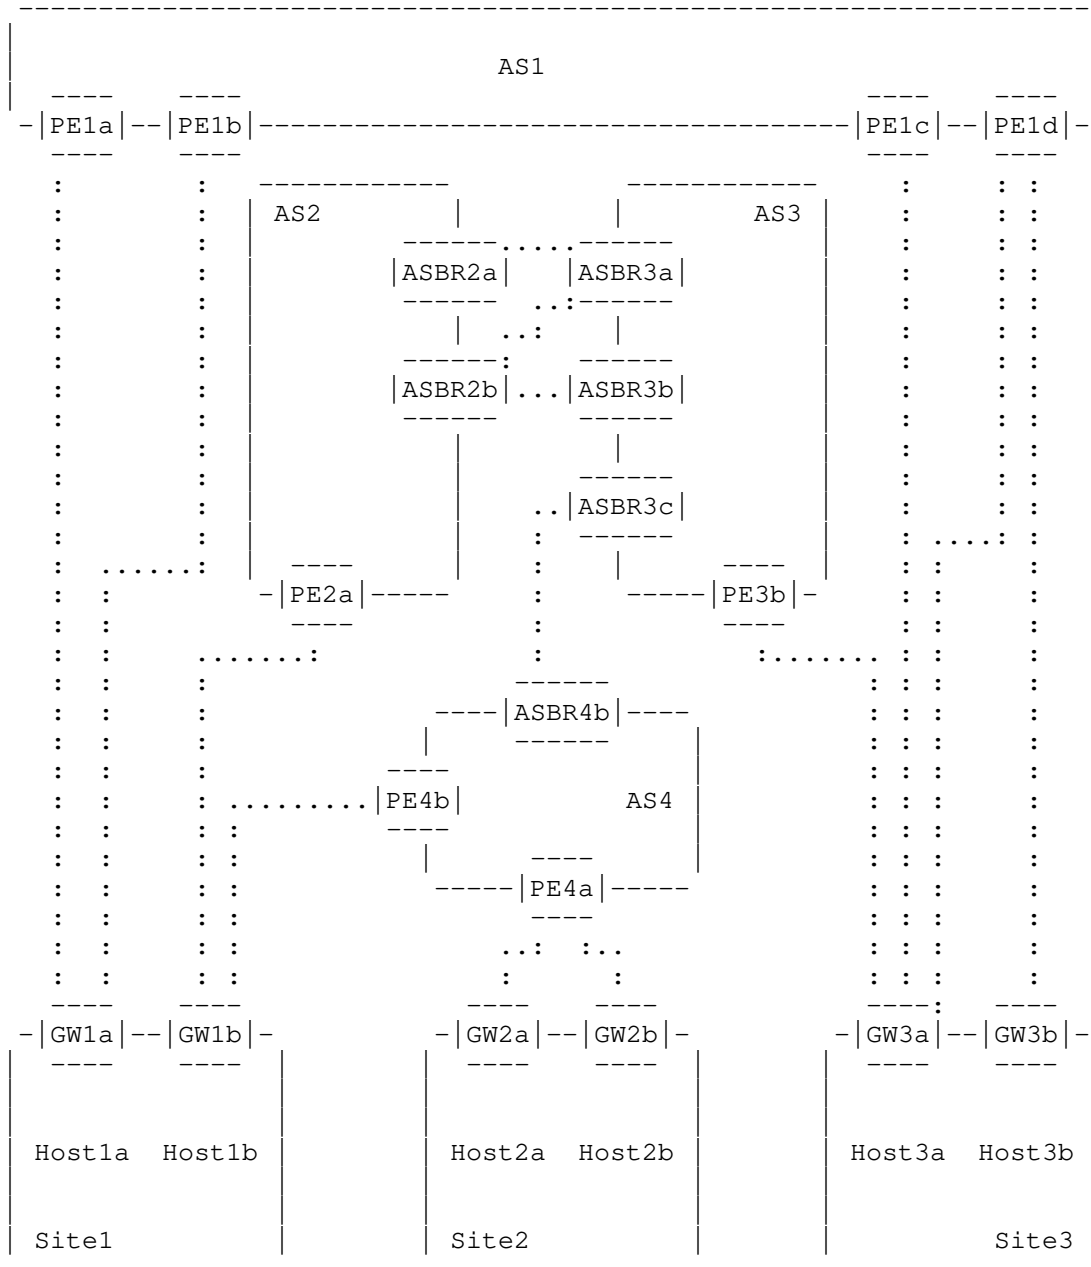 AS1
PE1a PE1b PE1c PE1d
AS2 AS3
ASBR2a ASBR3a
ASBR2b ASBR3b
ASBR3c
PE2a PE3b
ASBR4b
PE4b AS4
PE4a
GW1a GW1b GW2a GW2b GW3a GW3b
Host1a Host1b Host2a Host2b Host3a Host3b
Site1 Site2 Site3